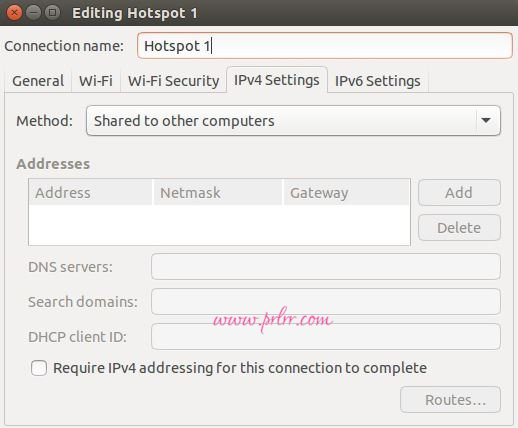 Editing Hotspot 1
Connection name: Hotspot 1
General Wi-Fi Wi-Fi Security IPv4 Settings IPv6 Settings
Method: Shared to other computers
Addresses
Address Netmask Gateway Add
Delete
DNS servers:
Search domains:
www.prlrr.com
DHCP client ID:
Require IPv4 addressing for this connection to complete
Routes...